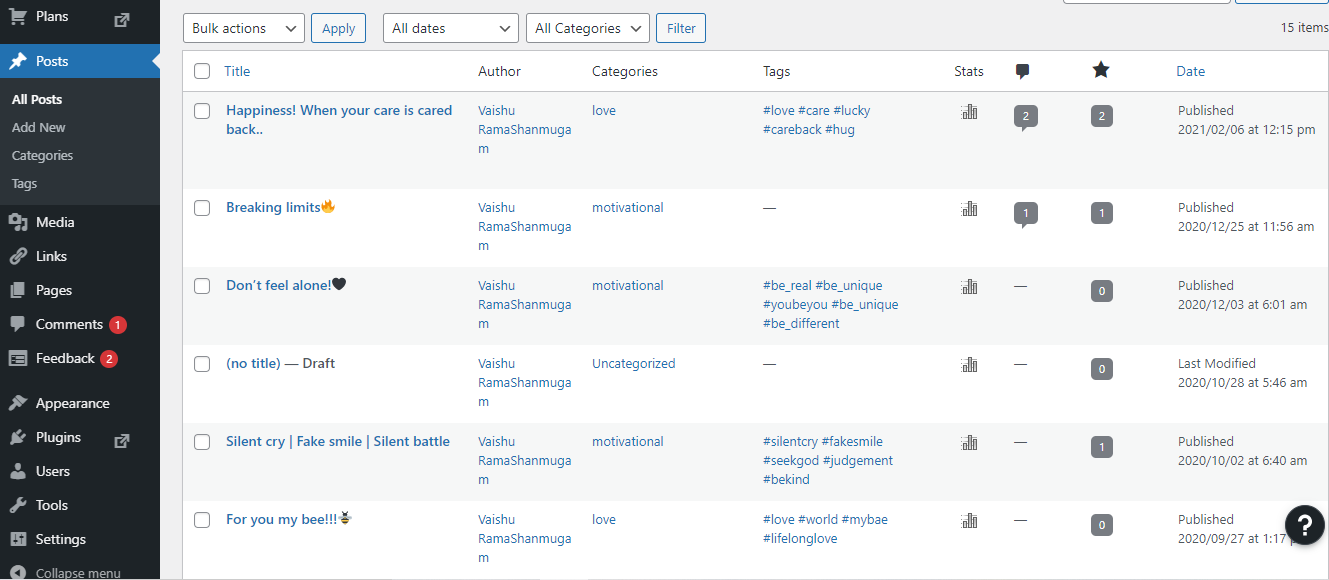 Plans
Posts
All Posts
Add New
Categories
Tags
Media
Links
Pages
Comments 1
Feedback 2
Appearance
Plugins
Users
Tools
Settings
Collapse menu
Bulk actions Apply All dates All Categories Filter 15 items
Title Author Categories Tags Stats Date
Happiness! When your care is cared back.. Vaishu RamaShanmugam love #love #care #lucky #careback #hug 2 2 Published 2021/02/06 at 12:15 pm
Breaking limits🔥 Vaishu RamaShanmugam motivational — 1 1 Published 2020/12/25 at 11:56 am
Don’t feel alone!🖤 Vaishu RamaShanmugam motivational #be_real #be_unique #youbeyou #be_unique #be_different — 0 Published 2020/12/03 at 6:01 am
(no title) — Draft Vaishu RamaShanmugam Uncategorized — — 0 Last Modified 2020/10/28 at 5:46 am
Silent cry | Fake smile | Silent battle Vaishu RamaShanmugam motivational #silentcry #fakesmile #seekgod #judgement #bekind — 1 Published 2020/10/02 at 6:40 am
For you my bee!!!🐝 Vaishu RamaShanmugam love #love #world #mybae #lifelonglove — 0 Published 2020/09/27 at 1:17
?